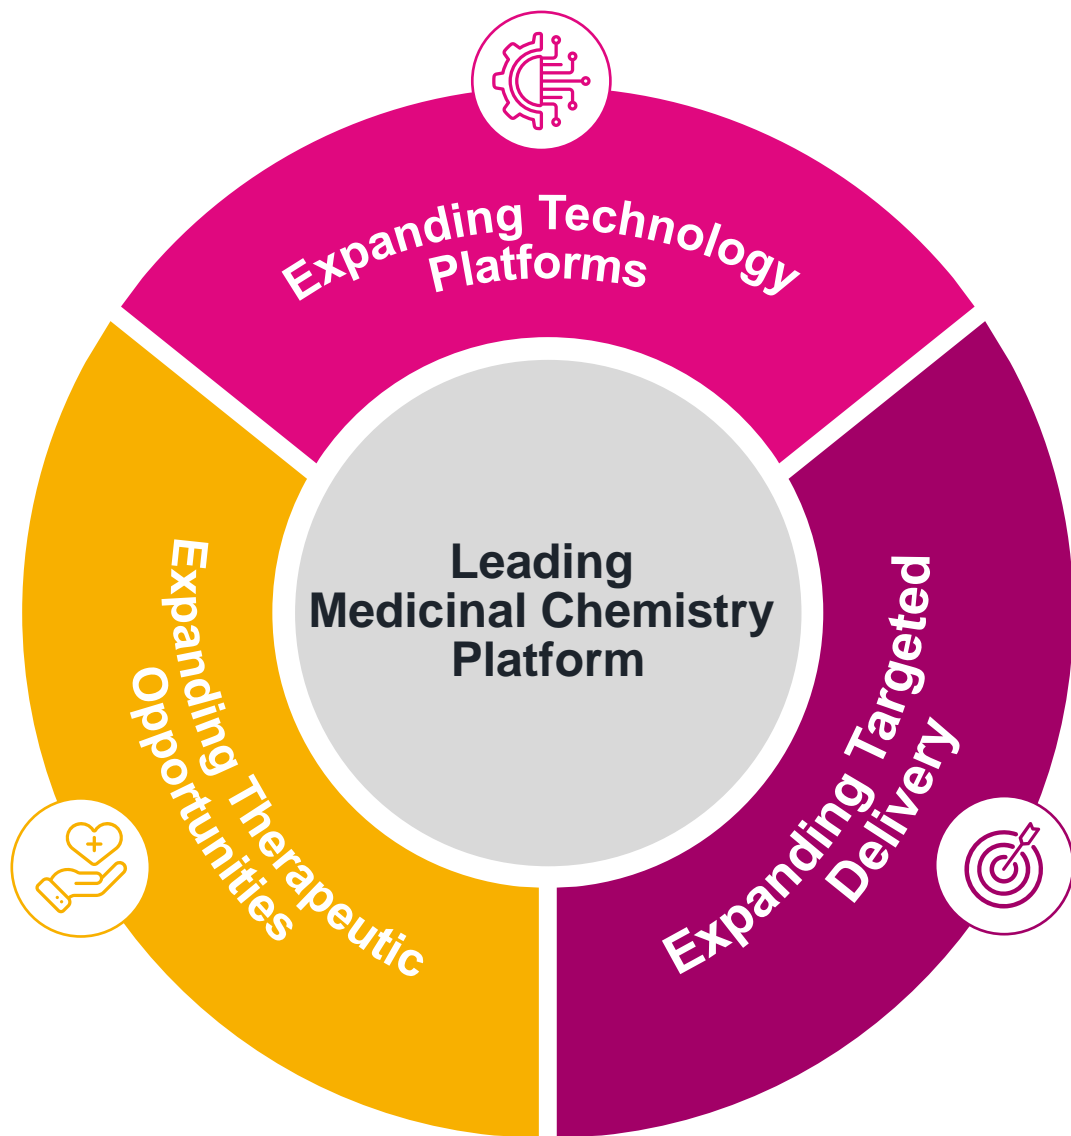 Expanding Technology
Platforms
Leading
Medicinal Chemistry
Platform
Expanding Therapeutic
Opportunities
Expanding Targeted
Delivery